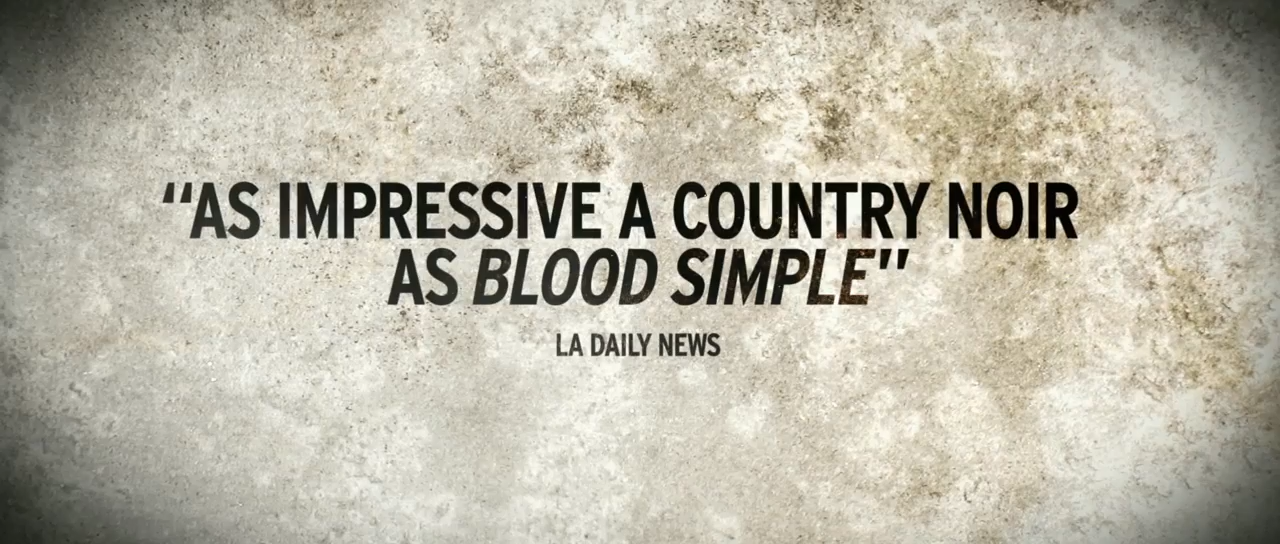 “AS IMPRESSIVE A COUNTRY NOIR
AS BLOOD SIMPLE”
LA DAILY NEWS